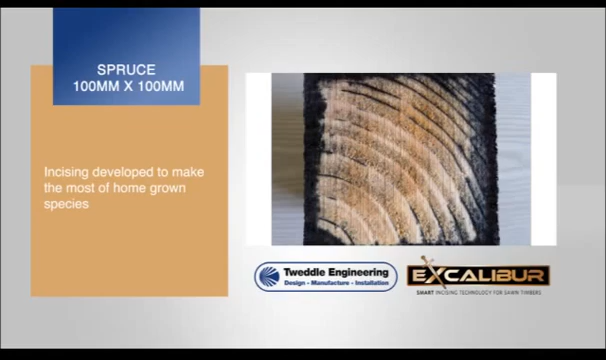 SPRUCE
100MM X 100MM
Incising developed to make
the most of home grown
species
Tweddle Engineering
Design - Manufacture - Installation
EXCALIBUR
SMART INCISING TECHNOLOGY FOR SAWN TIMBERS